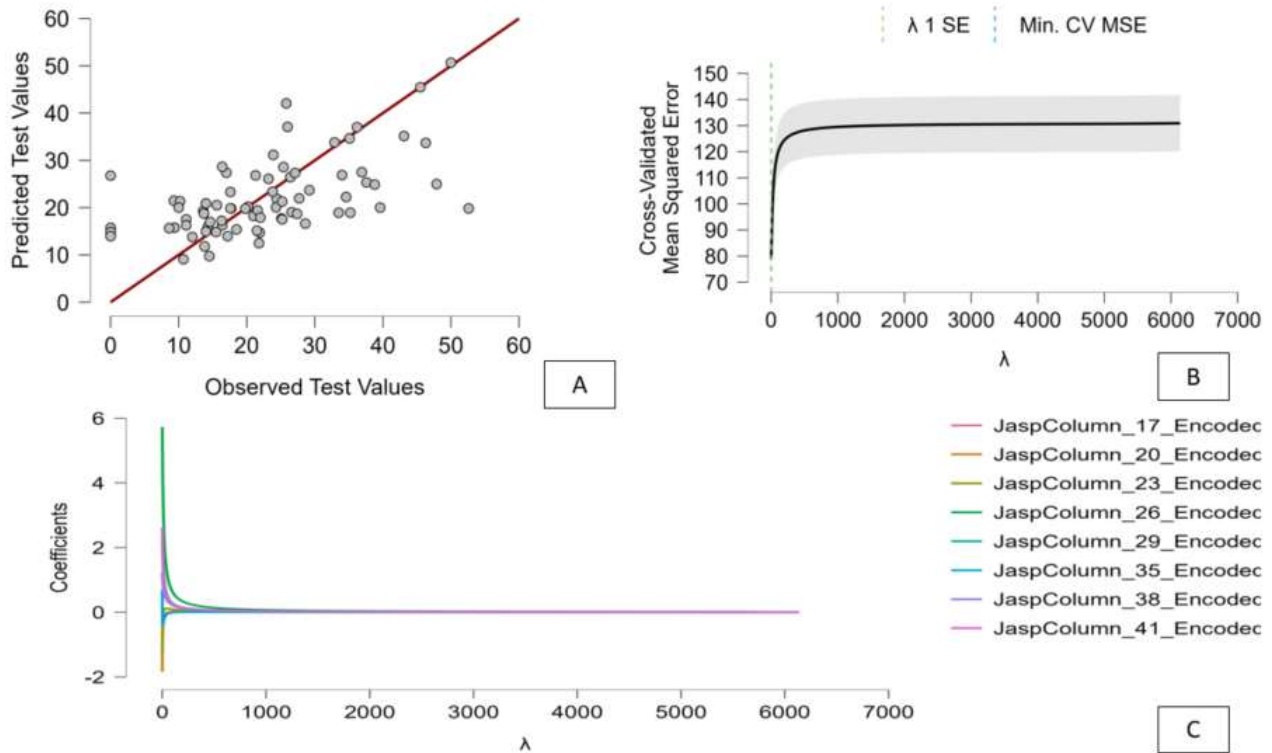 60
50
40
30
20
10
0
Predicted Test Values
0 10 20 30 40 50 60
Observed Test Values
A
λ 1 SE Min. CV MSE
150
140
130
120
110
100
90
80
70
Cross-Validated
Mean Squared Error
0 1000 2000 3000 4000 5000 6000 7000
λ
B
6
4
2
0
-2
Coefficients
0 1000 2000 3000 4000 5000 6000 7000
λ
JaspColumn_17_Encodec
JaspColumn_20_Encodec
JaspColumn_23_Encodec
JaspColumn_26_Encodec
JaspColumn_29_Encodec
JaspColumn_35_Encodec
JaspColumn_38_Encodec
JaspColumn_41_Encodec
C